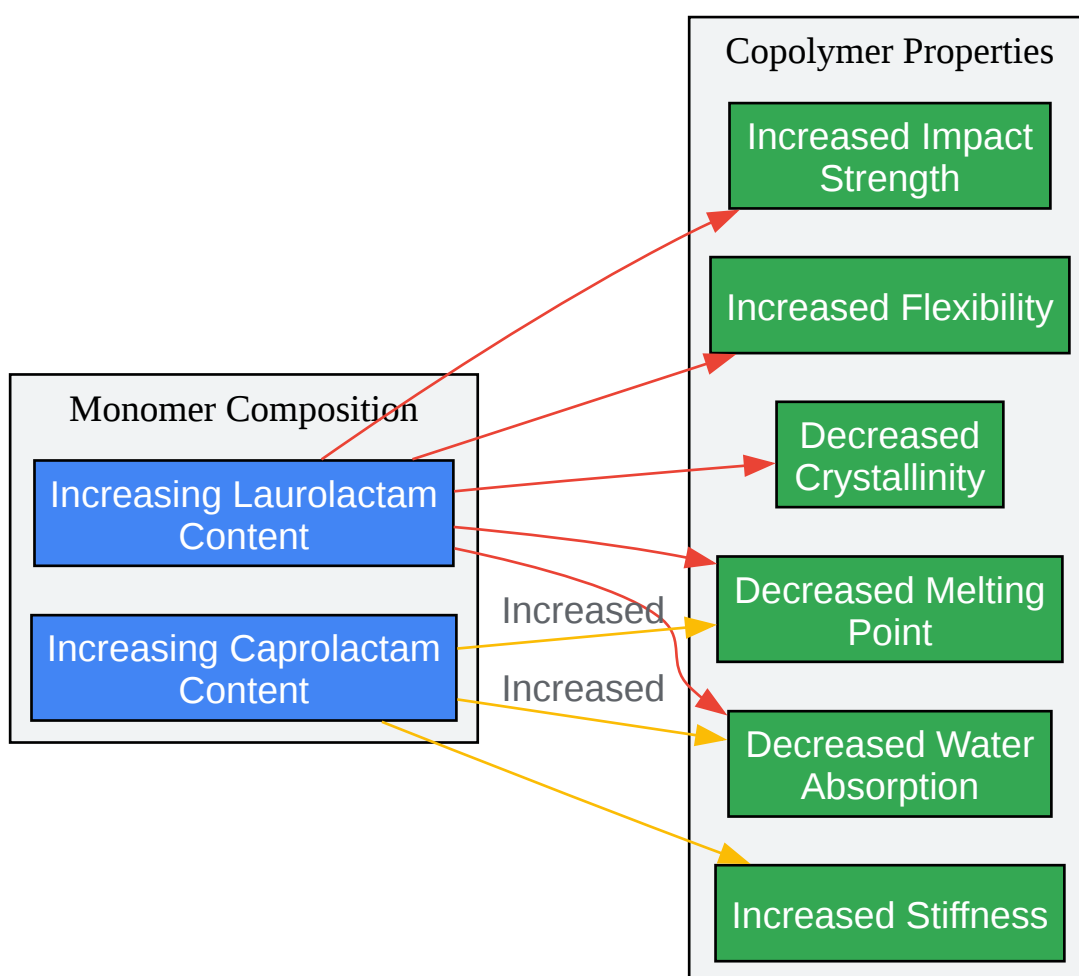 Monomer Composition
Increasing Laurolactam
Content
Increasing Caprolactam
Content
Increased
Increased
Copolymer Properties
Increased Impact
Strength
Increased Flexibility
Decreased
Crystallinity
Decreased Melting
Point
Decreased Water
Absorption
Increased Stiffness